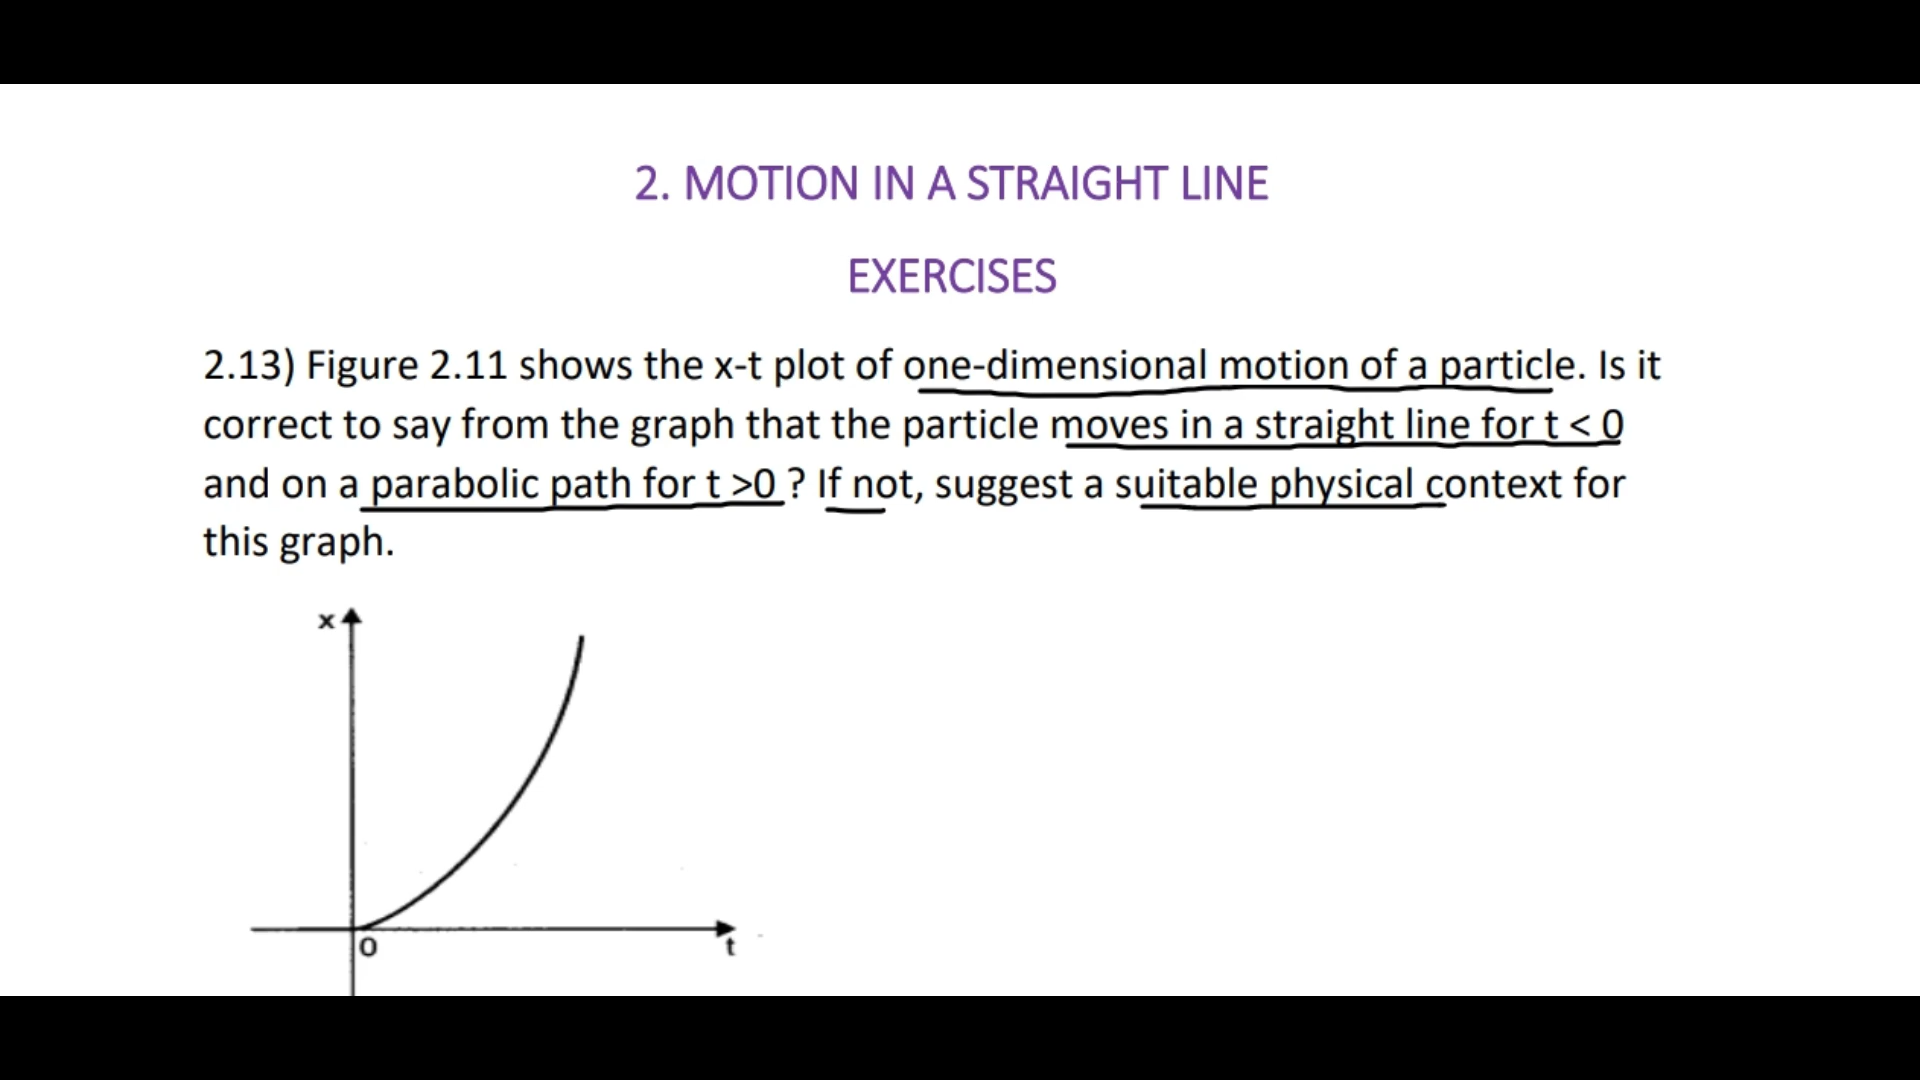 2. MOTION IN A STRAIGHT LINE
EXERCISES
2.13) Figure 2.11 shows the x-t plot of one-dimensional motion of a particle. Is it
correct to say from the graph that the particle moves in a straight line for t < 0
and on a parabolic path for t >0 ? If not, suggest a suitable physical context for
this graph.
x
0
t